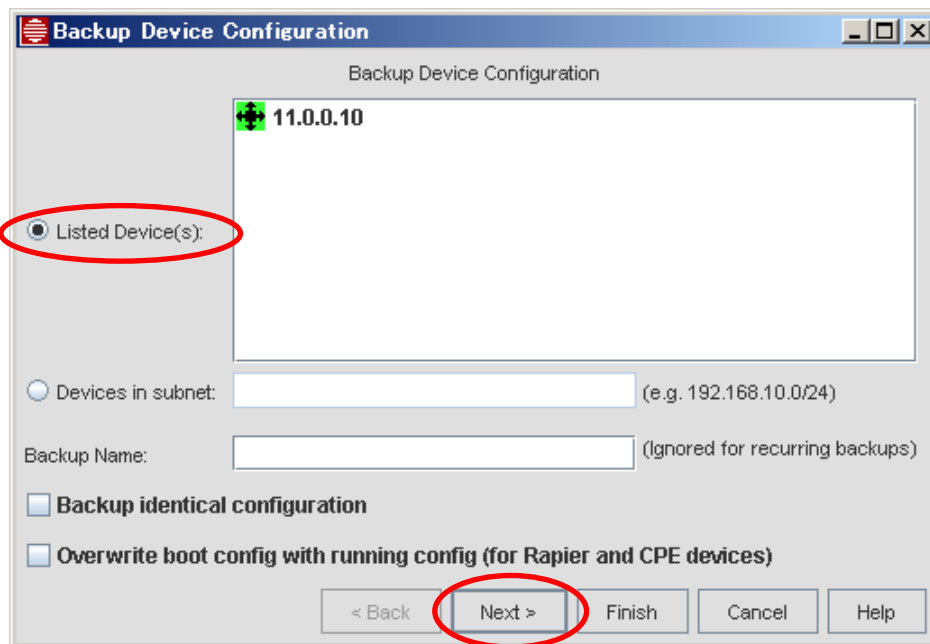 Backup Device Configuration
Backup Device Configuration
11.0.0.10
Listed Device(s):
Devices in subnet: (e.g. 192.168.10.0/24)
Backup Name: (Ignored for recurring backups)
Backup identical configuration
Overwrite boot config with running config (for Rapier and CPE devices)
< Back Next > Finish Cancel Help